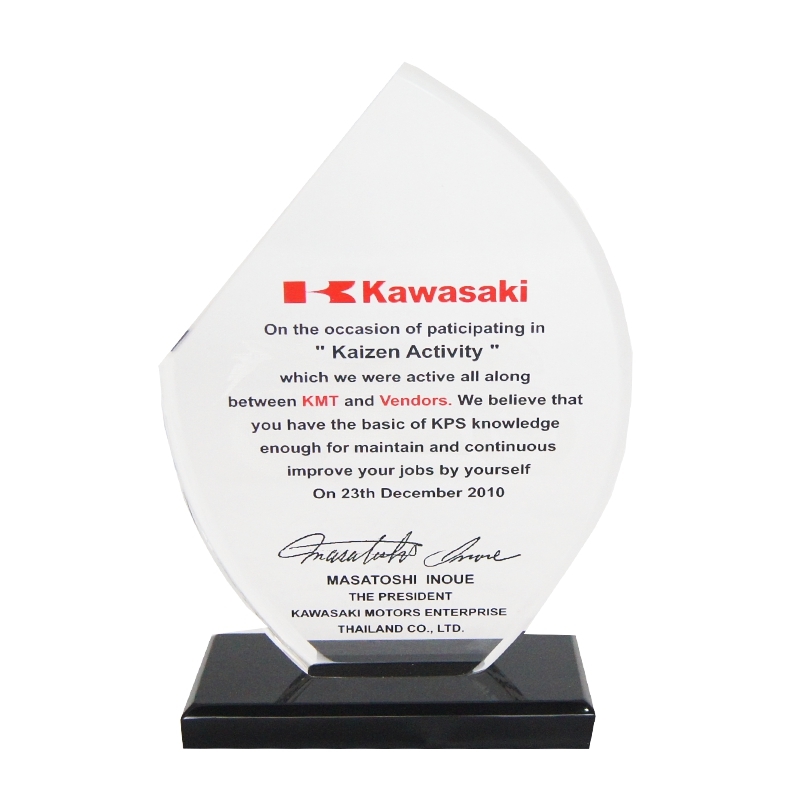 Kawasaki
On the occasion of paticipating in
" Kaizen Activity "
which we were active all along
between KMT and Vendors. We believe that
you have the basic of KPS knowledge
enough for maintain and continuous
improve your jobs by yourself
On 23th December 2010
Masatoshi Inoue
MASATOSHI INOUE
THE PRESIDENT
KAWASAKI MOTORS ENTERPRISE
THAILAND CO., LTD.